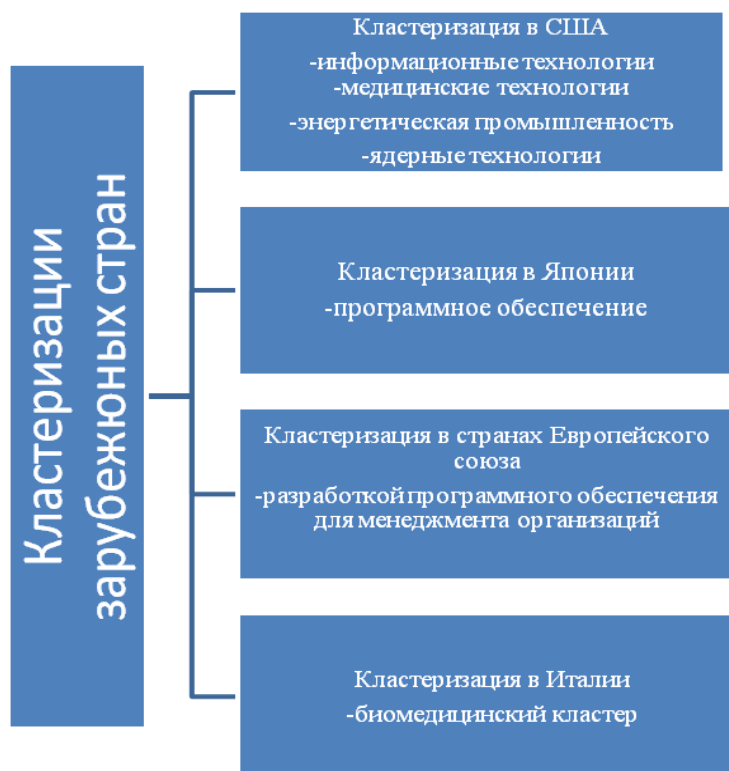 Кластеризации
зарубежюных стран
Кластеризация в США
-информационные технологии
-медицинские технологии
-энергетическая промышленность
-ядерные технологии
Кластеризация в Японии
-программное обеспечение
Кластеризация в странах Европейского
союза
-разработкой программного обеспечения
для менеджмента организаций
Кластеризация в Италии
-биомедицинский кластер